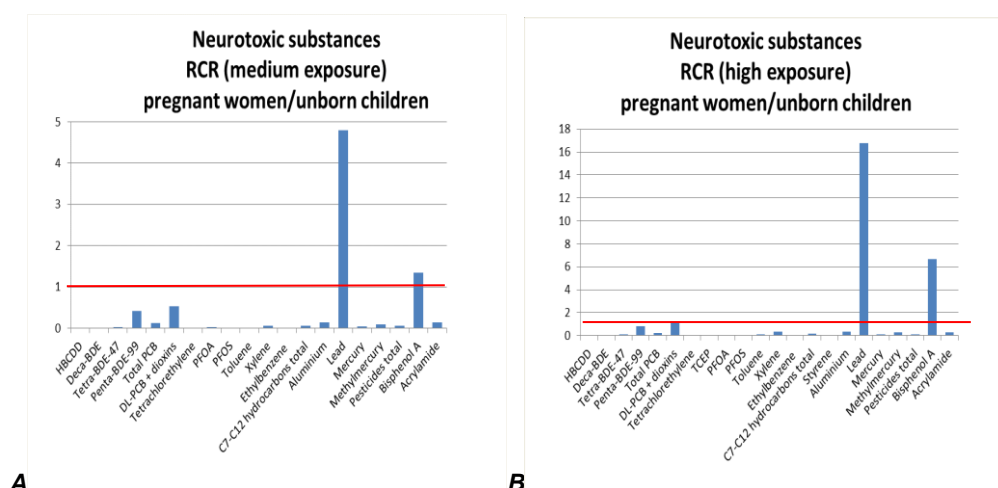 Neurotoxic substances
RCR (medium exposure)
pregnant women/unborn children
5
4
3
2
1
0
HBCDD
Deca-BDE
Tetra-BDE-47
Penta-BDE-99
Total PCB
DL-PCB + dioxins
Tetrachlorethylene
PFOA
PFOS
Toluene
Xylene
Ethylbenzene
C7-C12 hydrocarbons total
Aluminium
Lead
Mercury
Methylmercury
Pesticides total
Bisphenol A
Acrylamide
A
Neurotoxic substances
RCR (high exposure)
pregnant women/unborn children
18
16
14
12
10
8
6
4
2
0
HBCDD
Deca-BDE
Tetra-BDE-47
Penta-BDE-99
Total PCB
DL-PCB + dioxins
Tetrachlorethylene
TCEP
PFOA
PFOS
Toluene
Xylene
Ethylbenzene
C7-C12 hydrocarbons total
Styrene
Aluminium
Lead
Mercury
Methylmercury
Pesticides total
Bisphenol A
Acrylamide
B